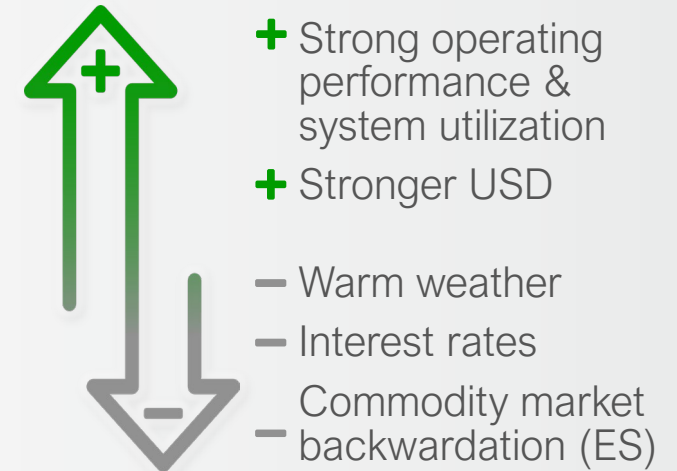 + Strong operating
performance &
system utilization
+ Stronger USD
– Warm weather
– Interest rates
Commodity market
– backwardation (ES)